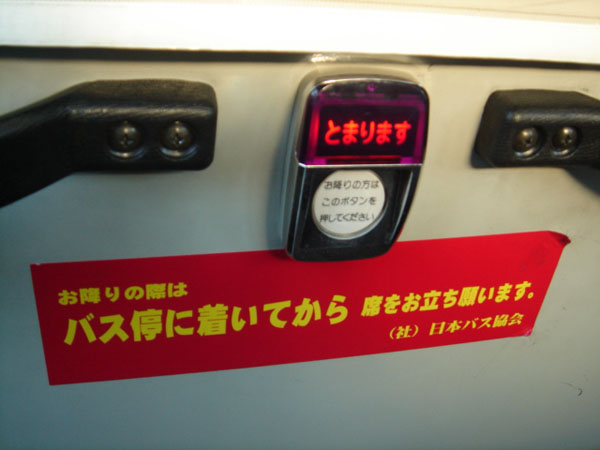 とまります
お降りの方は
このボタンを
押してください
お降りの際は
バス停に着いてから 席をお立ち願います。
（社）日本バス協会